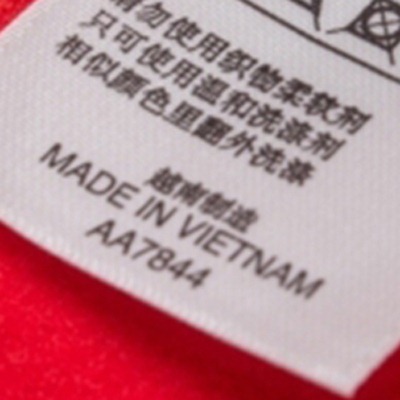 请勿使用织物柔软剂
只可使用温和洗涤剂
相似颜色里翻外洗涤
越南制造
MADE IN VIETNAM
AA7844